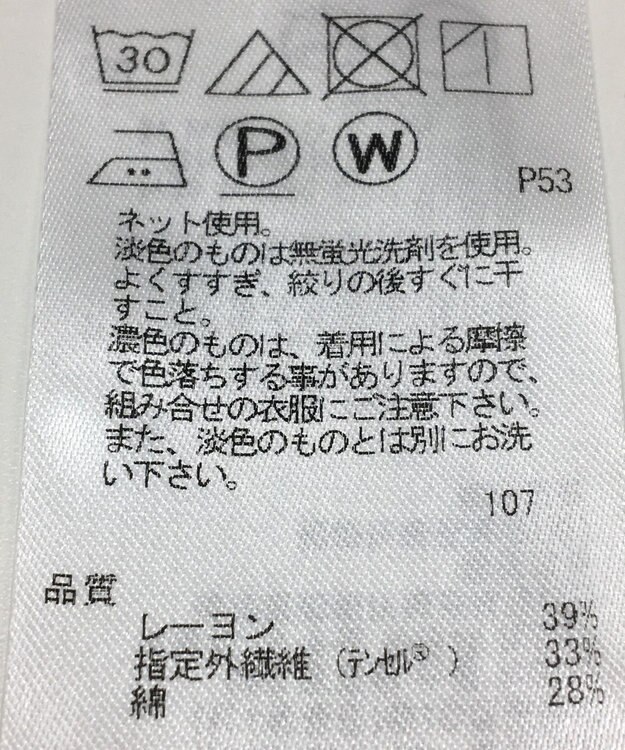 30
P W
P53
ネット使用。
淡色のものは無蛍光洗剤を使用。
よくすすぎ、絞りの後すぐに干
すこと。
濃色のものは、着用による摩擦
で色落ちする事がありますので、
組み合せの衣服にご注意下さい。
また、淡色のものとは別にお洗
い下さい。
107
品質
レーヨン 39%
指定外繊維（テンセル®） 33%
綿 28%